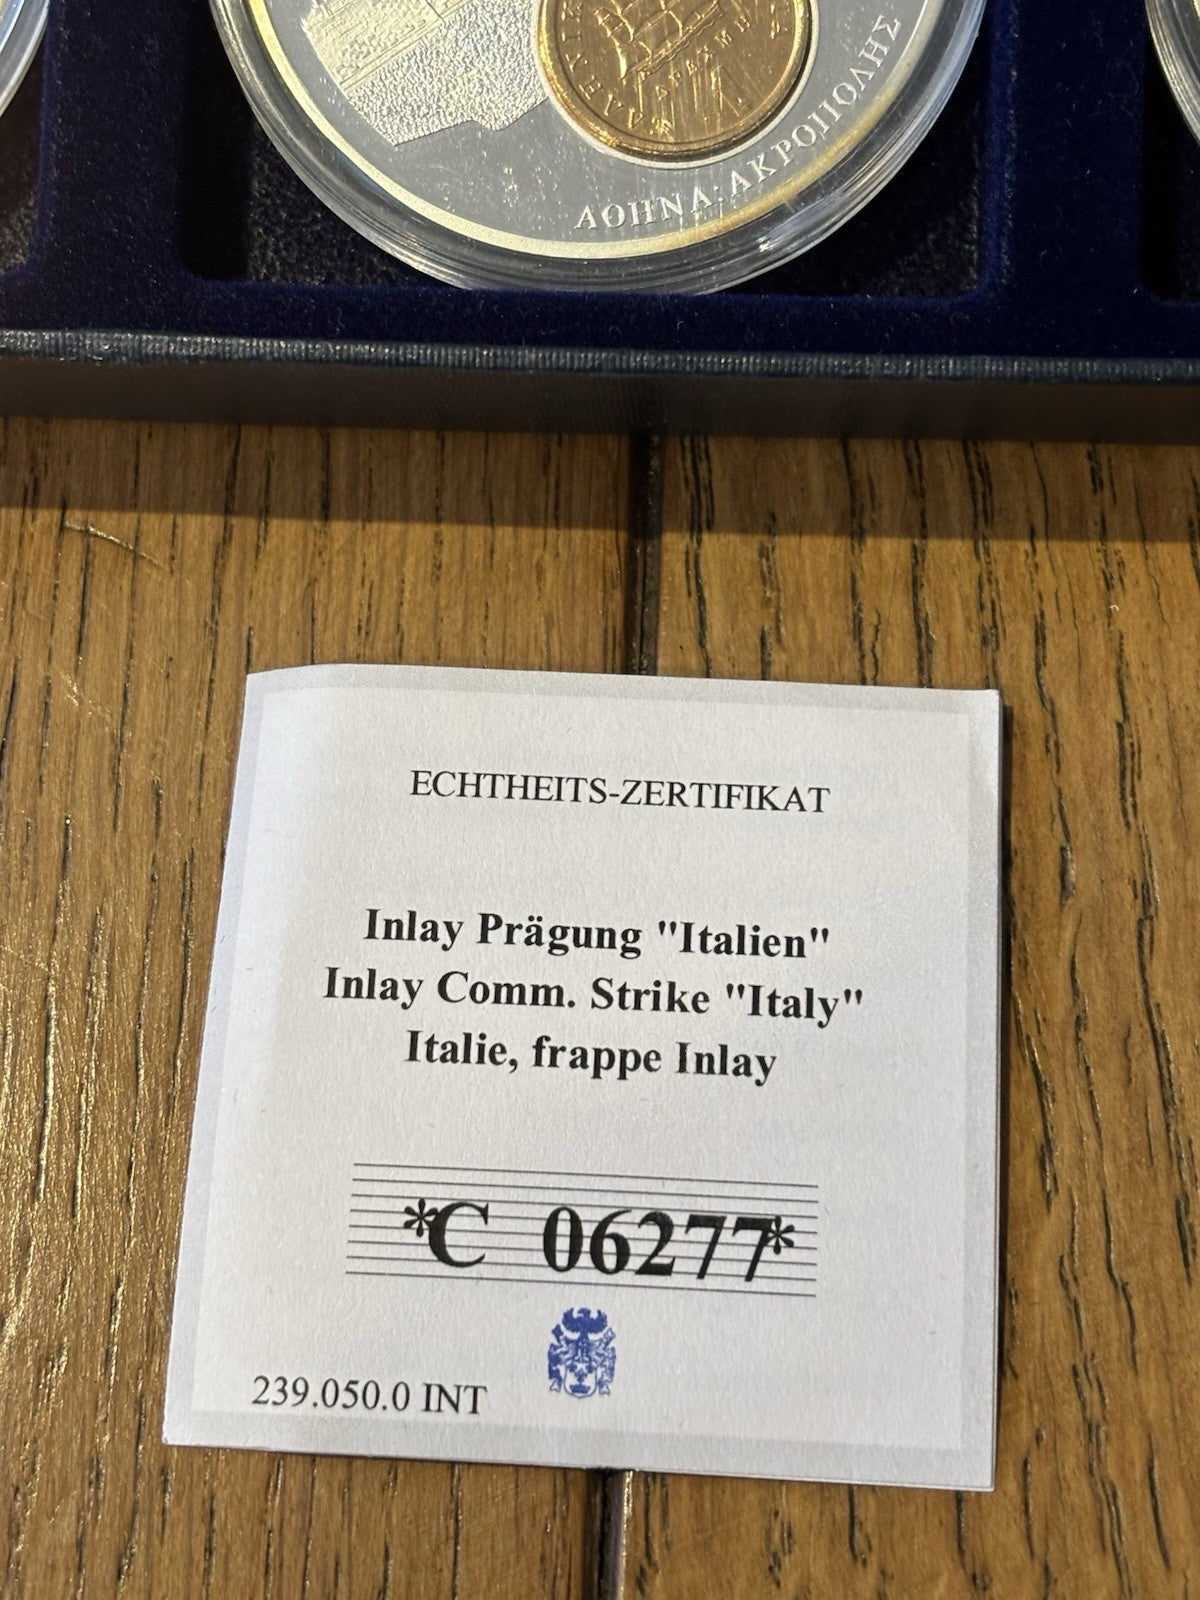 ΔΡΑΧΜΗ
ΑΘΗΝΑ: ΑΚΡΟΠΟΛΗΣ
ECHTHEITS-ZERTIFIKAT
Inlay Prägung "Italien"
Inlay Comm. Strike "Italy"
Italie, frappe Inlay
*C 06277*
239.050.0 INT